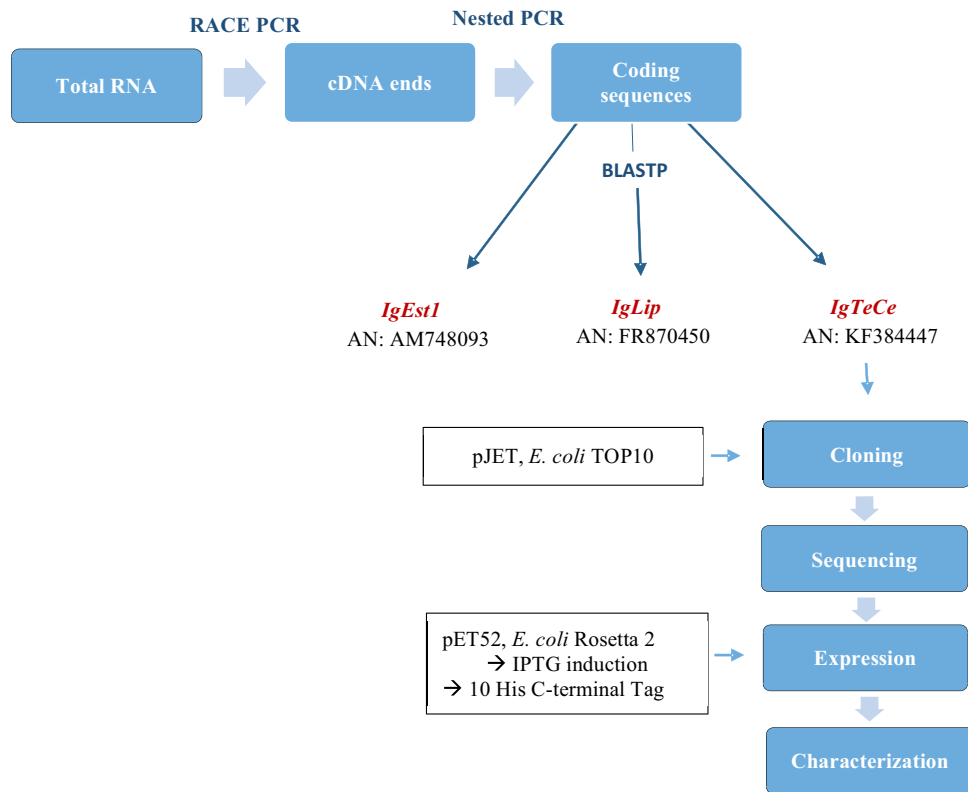 RACE PCR
Nested PCR
Total RNA
cDNA ends
Coding
sequences
BLASTP
IgEst1
AN: AM748093
IgLip
AN: FR870450
IgTeCe
AN: KF384447
pJET, E. coli TOP10
Cloning
Sequencing
pET52, E. coli Rosetta 2
→ IPTG induction
→ 10 His C-terminal Tag
Expression
Characterization